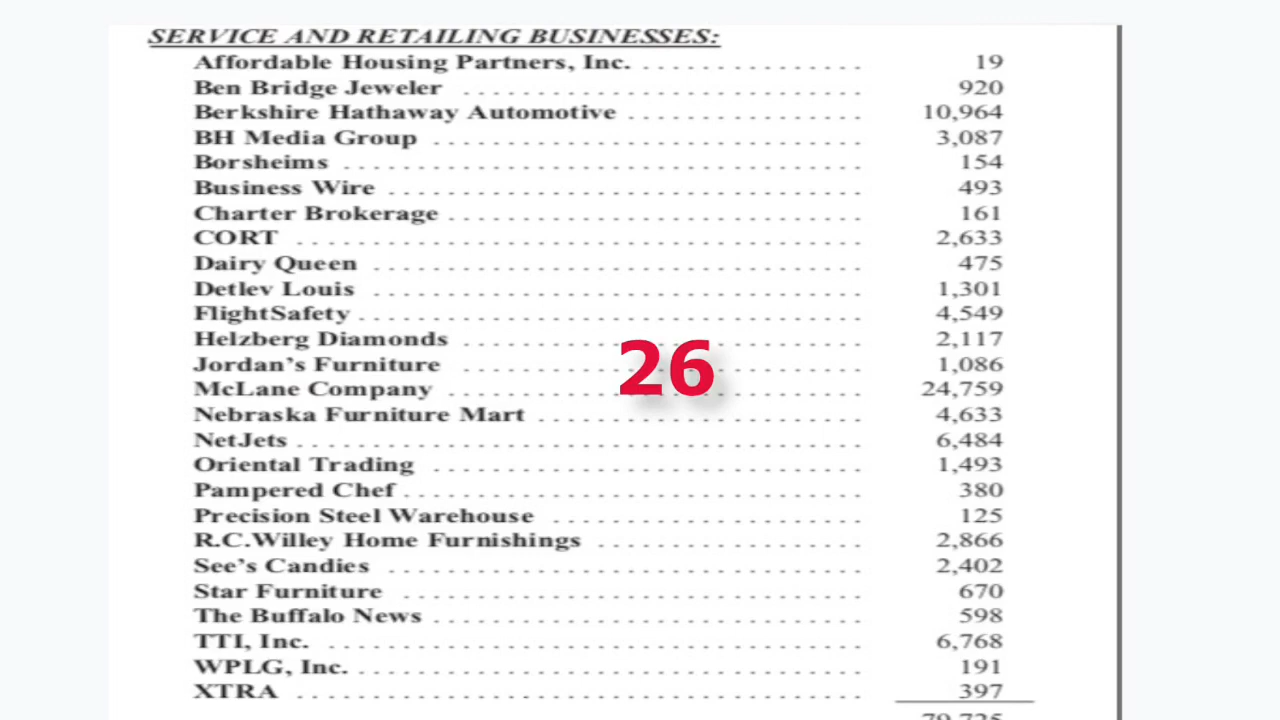 SERVICE AND RETAILING BUSINESSES:
Affordable Housing Partners, Inc. . . . . . . . . . . . . . . . 19
Ben Bridge Jeweler . . . . . . . . . . . . . . . . . . . . . . . . . . . 920
Berkshire Hathaway Automotive . . . . . . . . . . . . . . . . 10,964
BH Media Group . . . . . . . . . . . . . . . . . . . . . . . . . . . . . 3,087
Borsheims . . . . . . . . . . . . . . . . . . . . . . . . . . . . . . . . . . . 154
Business Wire . . . . . . . . . . . . . . . . . . . . . . . . . . . . . . . . 493
Charter Brokerage . . . . . . . . . . . . . . . . . . . . . . . . . . . . 161
CORT . . . . . . . . . . . . . . . . . . . . . . . . . . . . . . . . . . . . . . 2,633
Dairy Queen . . . . . . . . . . . . . . . . . . . . . . . . . . . . . . . . . 475
Detlev Louis . . . . . . . . . . . . . . . . . . . . . . . . . . . . . . . . . 1,301
FlightSafety . . . . . . . . . . . . . . . . . . . . . . . . . . . . . . . . . . 4,549
Helzberg Diamonds . . . . . . . . . . . . . . . . . . . . . . . . . . . 2,117
Jordan’s Furniture . . . . . . . . . . . . . . . . . . . . . . . . . . . 1,086
26
McLane Company . . . . . . . . . . . . . . . . . . . . . . . . . . . . 24,759
Nebraska Furniture Mart . . . . . . . . . . . . . . . . . . . . . . 4,633
NetJets . . . . . . . . . . . . . . . . . . . . . . . . . . . . . . . . . . . . . . 6,484
Oriental Trading . . . . . . . . . . . . . . . . . . . . . . . . . . . . . 1,493
Pampered Chef . . . . . . . . . . . . . . . . . . . . . . . . . . . . . . . 380
Precision Steel Warehouse . . . . . . . . . . . . . . . . . . . . . 125
R.C.Willey Home Furnishings . . . . . . . . . . . . . . . . . . 2,866
See’s Candies . . . . . . . . . . . . . . . . . . . . . . . . . . . . . . . . 2,402
Star Furniture . . . . . . . . . . . . . . . . . . . . . . . . . . . . . . . 670
The Buffalo News . . . . . . . . . . . . . . . . . . . . . . . . . . . . . 598
TTI, Inc. . . . . . . . . . . . . . . . . . . . . . . . . . . . . . . . . . . . . 6,768
WPLG, Inc. . . . . . . . . . . . . . . . . . . . . . . . . . . . . . . . . . . 191
XTRA . . . . . . . . . . . . . . . . . . . . . . . . . . . . . . . . . . . . . . 397
79,725